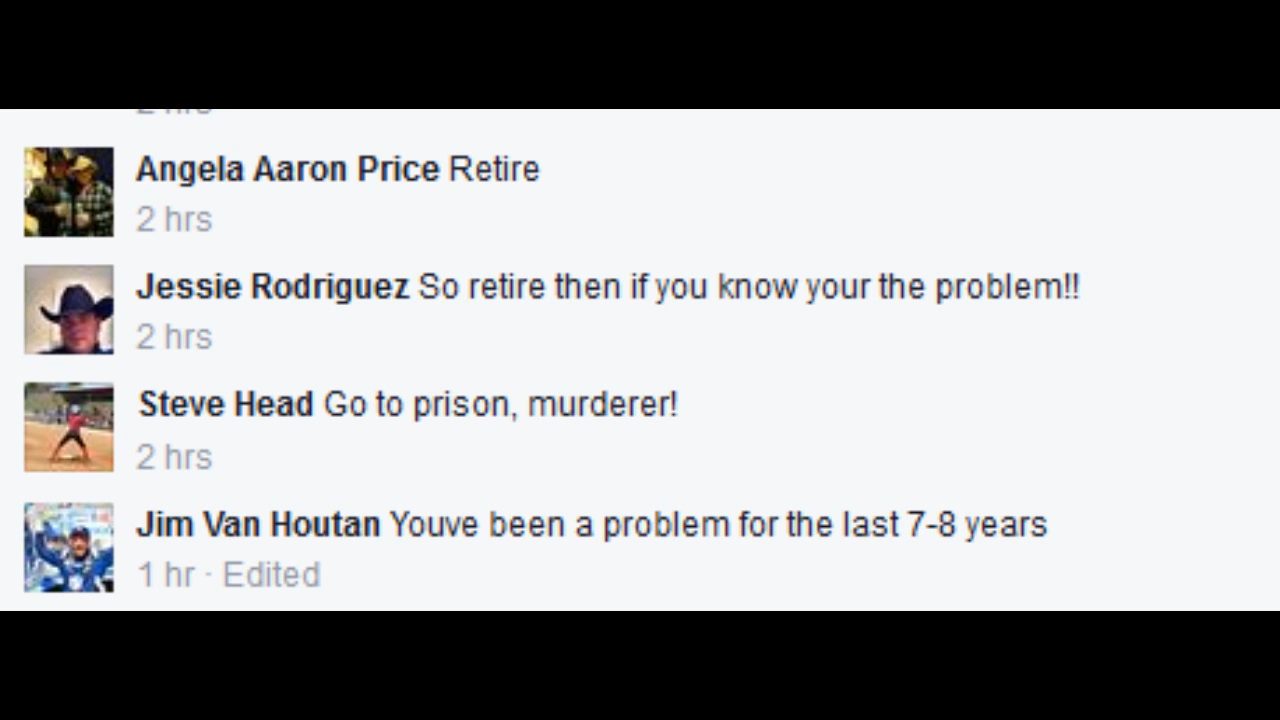 2 hrs
Angela Aaron Price Retire
2 hrs
Jessie Rodriguez So retire then if you know your the problem!!
2 hrs
Steve Head Go to prison, murderer!
2 hrs
Jim Van Houtan Youve been a problem for the last 7-8 years
1 hr · Edited